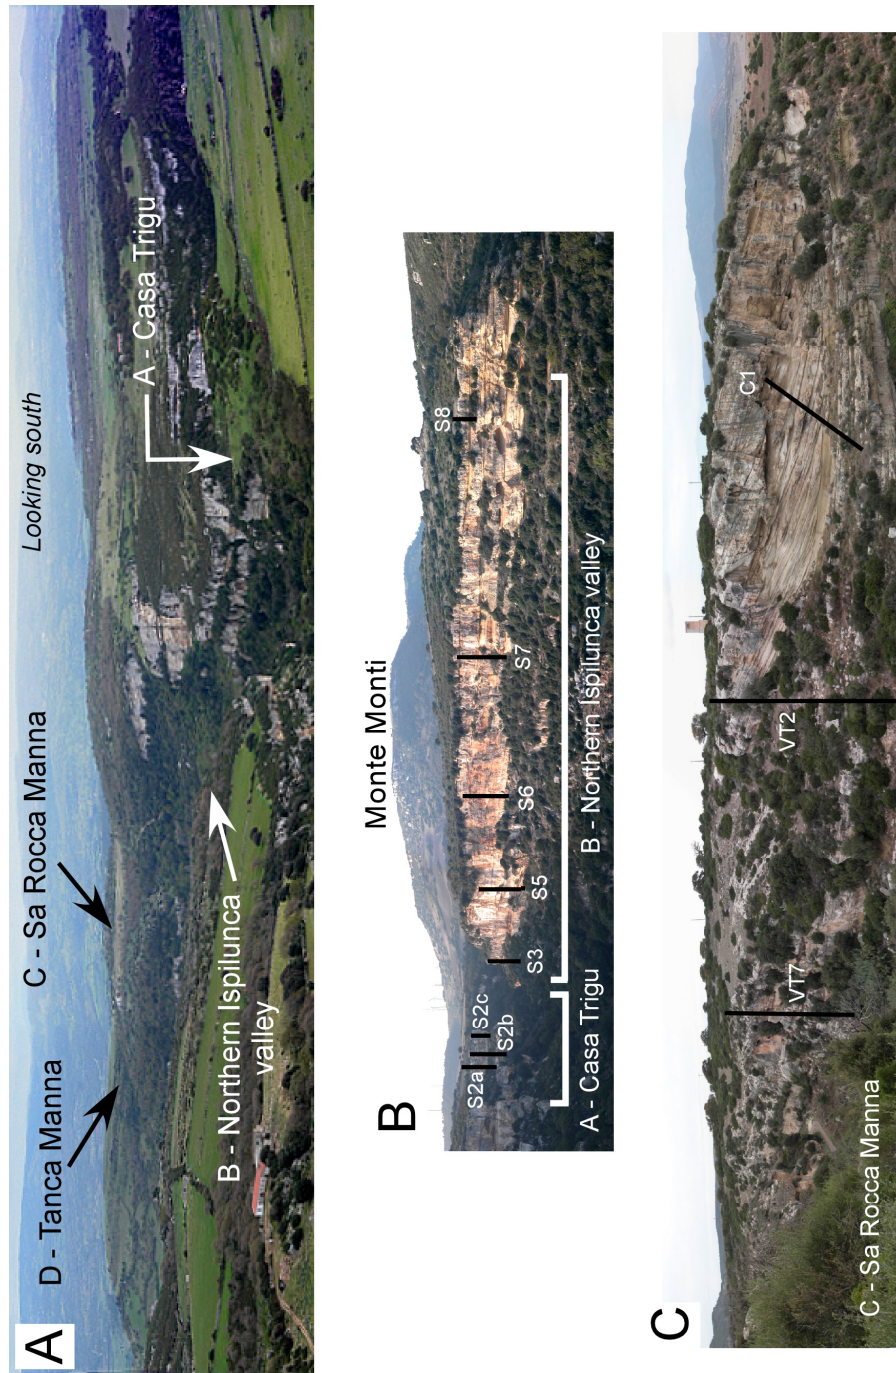 A
Looking south
D - Tanca Manna
C - Sa Rocca Manna
A - Casa Trigu
B - Northern Ispilunca
valley
B
Monte Monti
S2a
S2b
S2c
S3
S5
S6
S7
S8
A - Casa Trigu
B - Northern Ispilunca valley
C
VT7
VT2
C1
C - Sa Rocca Manna